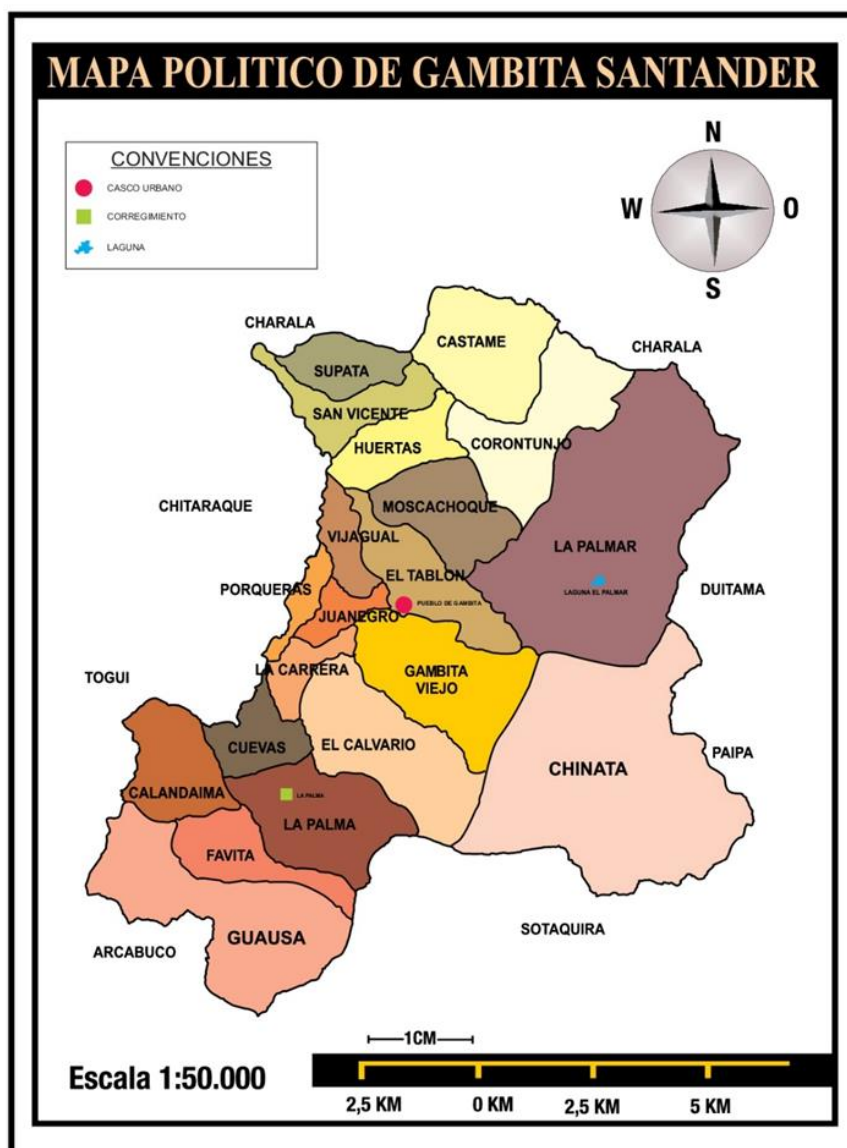 MAPA POLITICO DE GAMBITA SANTANDER
CONVENCIONES
CASCO URBANO
CORREGIMIENTO
LAGUNA
N
W
O
S
CHARALA
CASTAME
CHARALA
SUPATA
SAN VICENTE
HUERTAS
CORONTUNJO
CHITARAQUE
MOSCACHOQUE
VIJAGUAL
LA PALMAR
EL TABLON
LAGUNA EL PALMAR
DUITAMA
PORQUERAS
PUEBLO DE GAMBITA
JUANEGRO
TOGUI
LA CARRERA
GAMBITA
VIEJO
CUEVAS
EL CALVARIO
PAIPA
CHINATA
CALANDAIMA
LA PALMA
LA PALMA
FAVITA
SOTAQUIRA
ARCABUCO
GUAUSA
1CM
Escala 1:50.000
2,5 KM
0 KM
2,5 KM
5 KM